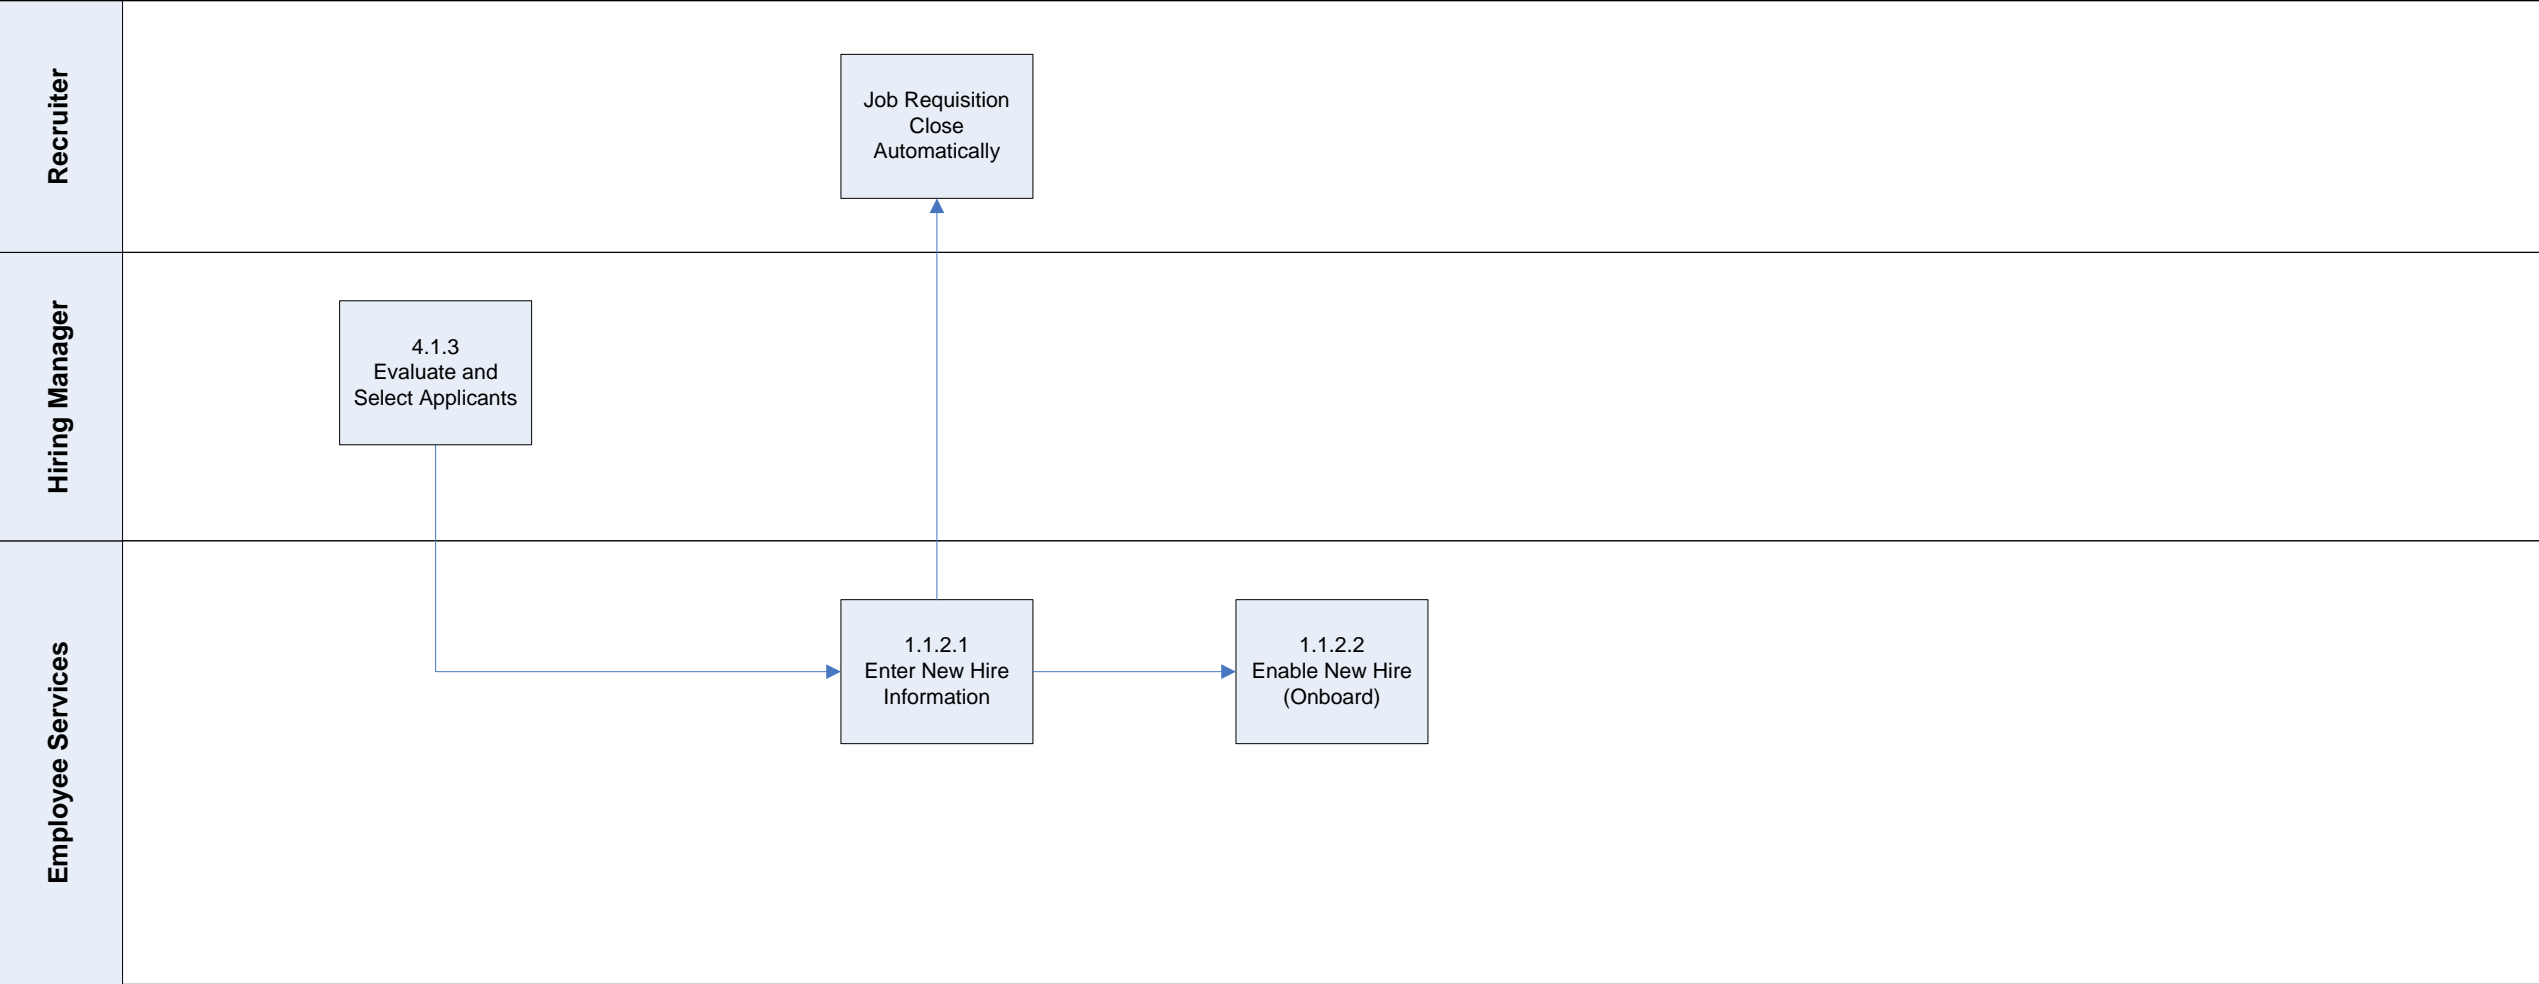 Recruiter
Job Requisition
Close
Automatically
Hiring Manager
4.1.3
Evaluate and
Select Applicants
Employee Services
1.1.2.1
Enter New Hire
Information
1.1.2.2
Enable New Hire
(Onboard)